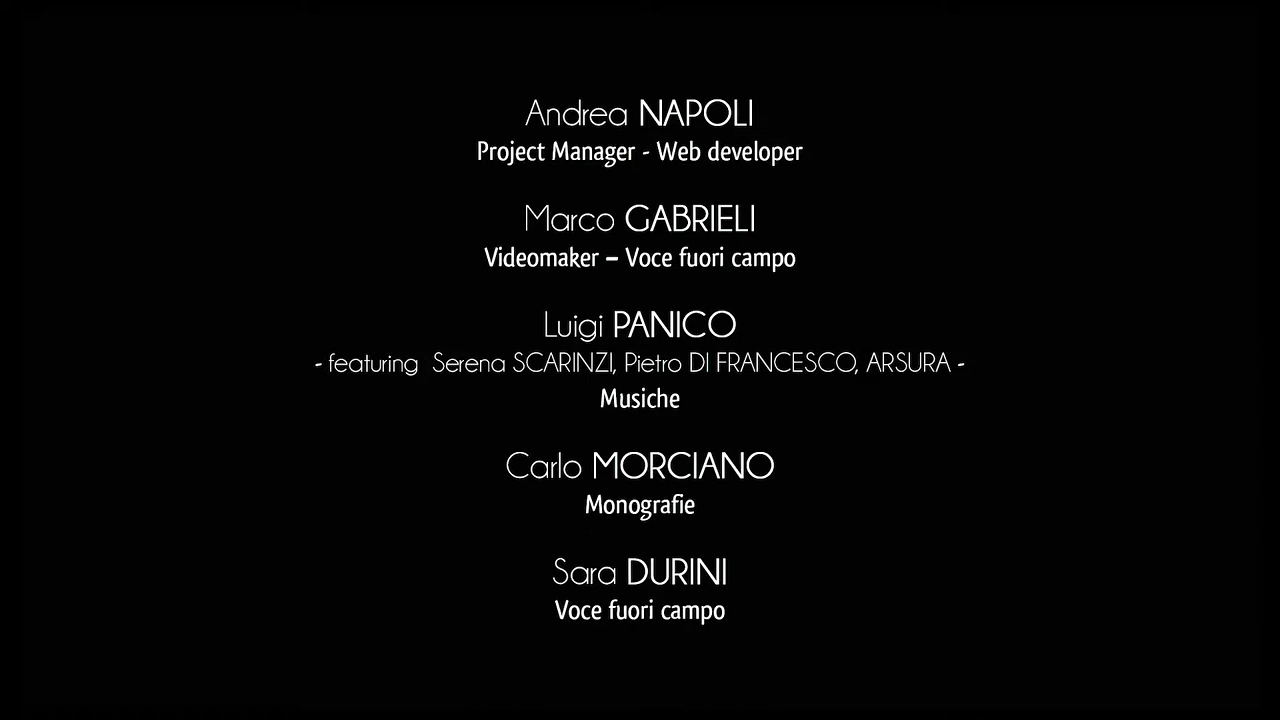 Andrea NAPOLI
Project Manager - Web developer
Marco GABRIELI
Videomaker – Voce fuori campo
Luigi PANICO
- featuring Serena SCARINZI, Pietro DI FRANCESCO, ARSURA -
Musiche
Carlo MORCIANO
Monografie
Sara DURINI
Voce fuori campo